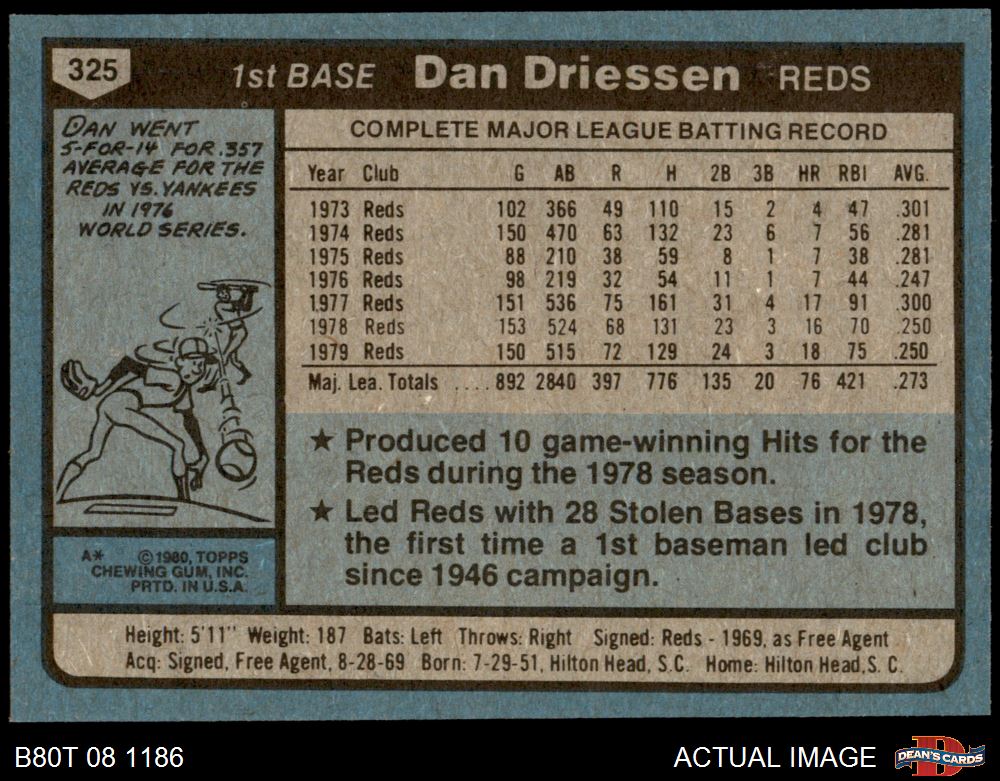 325
1st BASE Dan Driessen REDS
DAN WENT
5-FOR-14 FOR .357
AVERAGE FOR THE
REDS VS. YANKEES
IN 1976
WORLD SERIES.
COMPLETE MAJOR LEAGUE BATTING RECORD
Year Club G AB R H 2B 3B HR RBI AVG.
1973 Reds 102 366 49 110 15 2 4 47 .301
1974 Reds 150 470 63 132 23 6 7 56 .281
1975 Reds 88 210 38 59 8 1 7 38 .281
1976 Reds 98 219 32 54 11 1 7 44 .247
1977 Reds 151 536 75 161 31 4 17 91 .300
1978 Reds 153 524 68 131 23 3 16 70 .250
1979 Reds 150 515 72 129 24 3 18 75 .250
Maj. Lea. Totals ....892 2840 397 776 135 20 76 421 .273
★ Produced 10 game-winning Hits for the
Reds during the 1978 season.
★ Led Reds with 28 Stolen Bases in 1978,
the first time a 1st baseman led club
since 1946 campaign.
A* ©1980, TOPPS
CHEWING GUM, INC.
PRTD. IN U.S.A.
Height: 5'11" Weight: 187 Bats: Left Throws: Right Signed: Reds - 1969, as Free Agent
Acq: Signed, Free Agent, 8-28-69 Born: 7-29-51, Hilton Head, S.C. Home: Hilton Head, S. C.
B80T 08 1186
ACTUAL IMAGE
D
DEAN'S CARDS